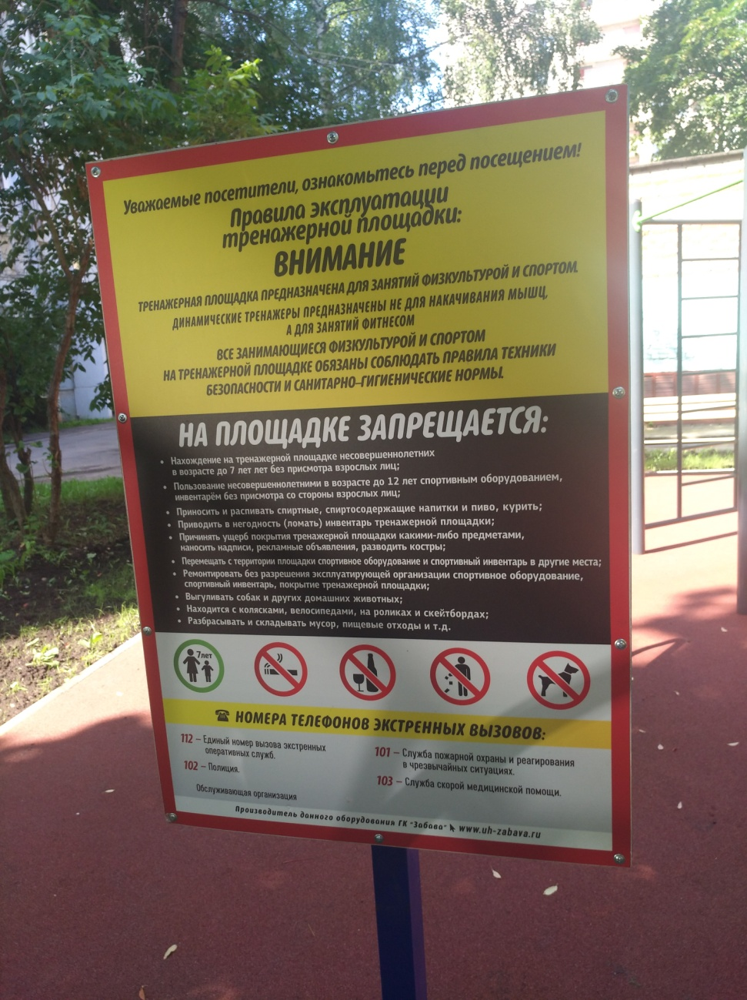 Уважаемые посетители, ознакомьтесь перед посещением!
Правила эксплуатации
тренажерной площадки:
ВНИМАНИЕ
ТРЕНАЖЕРНАЯ ПЛОЩАДКА ПРЕДНАЗНАЧЕНА ДЛЯ ЗАНЯТИЙ ФИЗКУЛЬТУРОЙ И СПОРТОМ.
ДИНАМИЧЕСКИЕ ТРЕНАЖЕРЫ ПРЕДНАЗНАЧЕНЫ НЕ ДЛЯ НАКАЧИВАНИЯ МЫШЦ,
А ДЛЯ ЗАНЯТИЙ ФИТНЕСОМ
ВСЕ ЗАНИМАЮЩИЕСЯ ФИЗКУЛЬТУРОЙ И СПОРТОМ
НА ТРЕНАЖЕРНОЙ ПЛОЩАДКЕ ОБЯЗАНЫ СОБЛЮДАТЬ ПРАВИЛА ТЕХНИКИ
БЕЗОПАСНОСТИ И САНИТАРНО-ГИГИЕНИЧЕСКИЕ НОРМЫ.
НА ПЛОЩАДКЕ ЗАПРЕЩАЕТСЯ:
• Нахождение на тренажерной площадке несовершеннолетних
в возрасте до 7 лет лет без присмотра взрослых лиц;
• Пользование несовершеннолетними в возрасте до 12 лет спортивным оборудованием,
инвентарём без присмотра со стороны взрослых лиц;
• Приносить и распивать спиртные, спиртосодержащие напитки и пиво, курить;
• Приводить в негодность (ломать) инвентарь тренажерной площадки;
• Причинять ущерб покрытия тренажерной площадки какими-либо предметами,
наносить надписи, рекламные объявления, разводить костры;
• Перемещать с территории площадки спортивное оборудование и спортивный инвентарь в другие места;
• Ремонтировать без разрешения эксплуатирующей организации спортивное оборудование,
спортивный инвентарь, покрытие тренажерной площадки;
• Выгуливать собак и других домашних животных;
• Находится с колясками, велосипедами, на роликах и скейтбордах;
• Разбрасывать и складывать мусор, пищевые отходы и т.д.
7лет
☎ НОМЕРА ТЕЛЕФОНОВ ЭКСТРЕННЫХ ВЫЗОВОВ:
112 – Единый номер вызова экстренных
оперативных служб.
102 – Полиция.
101 – Служба пожарной охраны и реагирования
в чрезвычайных ситуациях.
103 – Служба скорой медицинской помощи.
Обслуживающая организация
Производитель данного оборудования ГК "Забава" www.uh-zabava.ru